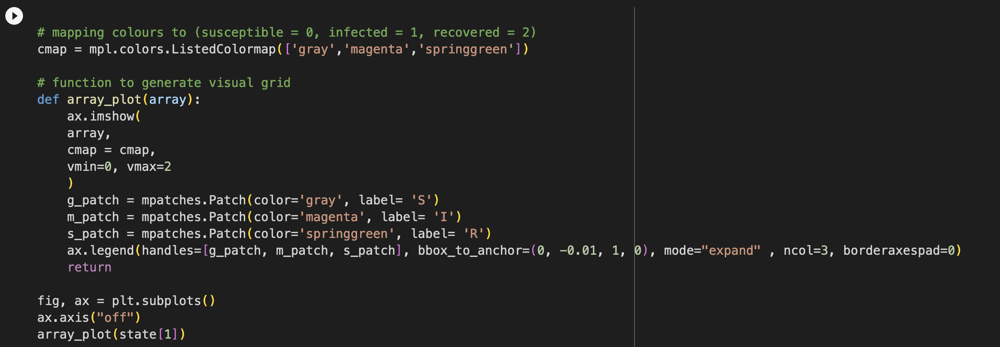 # mapping colours to (susceptible = 0, infected = 1, recovered = 2)
cmap = mpl.colors.ListedColormap(['gray','magenta','springgreen'])

# function to generate visual grid
def array_plot(array):
    ax.imshow(
    array,
    cmap = cmap,
    vmin=0, vmax=2
    )
    g_patch = mpatches.Patch(color='gray', label= 'S')
    m_patch = mpatches.Patch(color='magenta', label= 'I')
    s_patch = mpatches.Patch(color='springgreen', label= 'R')
    ax.legend(handles=[g_patch, m_patch, s_patch], bbox_to_anchor=(0, -0.01, 1, 0), mode="expand" , ncol=3, borderaxespad=0)
    return

fig, ax = plt.subplots()
ax.axis("off")
array_plot(state[1])